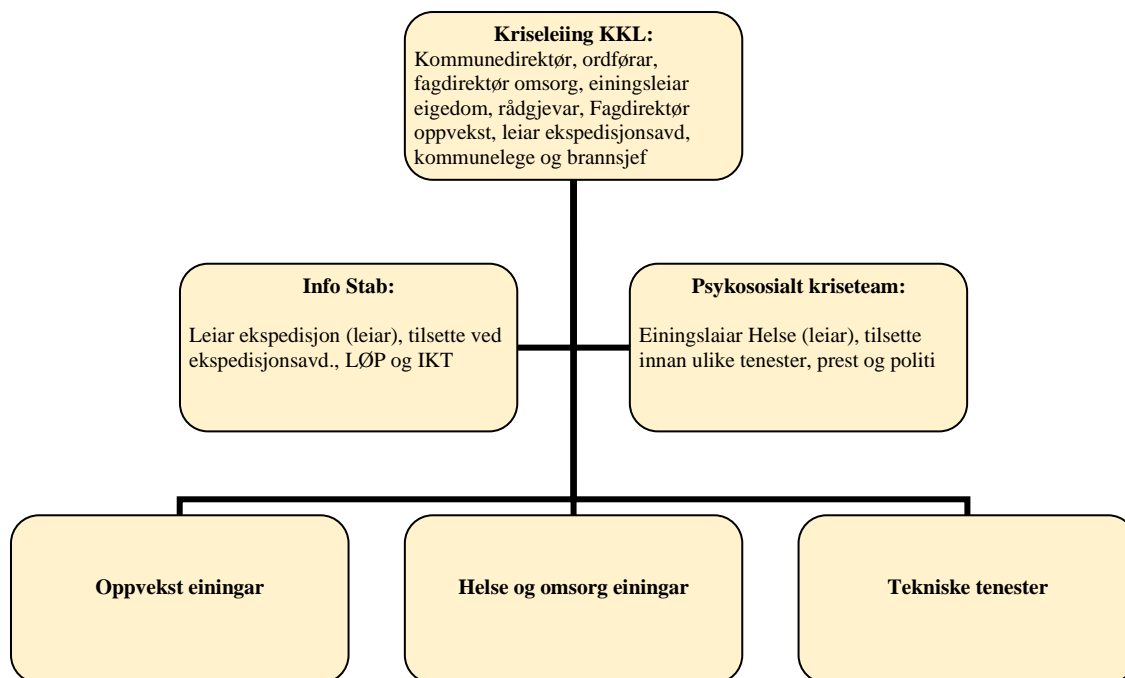 Kriseleiing KKL:
Kommunedirektør, ordførar,
fagdirektør omsorg, einingsleiar
eigedom, rådgjevar, Fagdirektør
oppvekst, leiar ekspedisjonsavd,
kommunelege og brannsjef
Info Stab:
Leiar ekspedisjon (leiar), tilsette ved
ekspedisjonsavd., LØP og IKT
Psykososialt kriseteam:
Einingslaiar Helse (leiar), tilsette
innan ulike tenester, prest og politi
Oppvekst einingar
Helse og omsorg einingar
Tekniske tenester